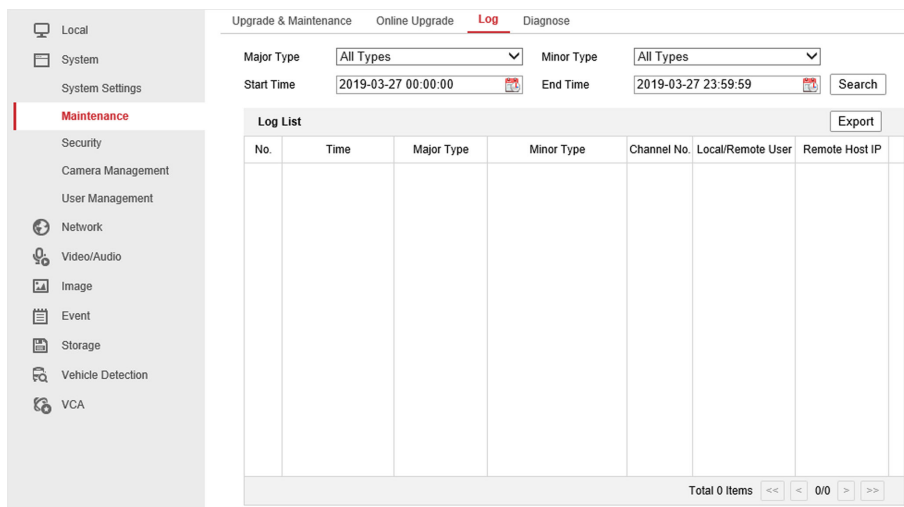 Local
System
System Settings
Maintenance
Security
Camera Management
User Management
Network
Video/Audio
Image
Event
Storage
Vehicle Detection
VCA
Upgrade & Maintenance Online Upgrade Log Diagnose
Major Type All Types Minor Type All Types
Start Time 2019-03-27 00:00:00 End Time 2019-03-27 23:59:59 Search
Log List Export
No. Time Major Type Minor Type Channel No. Local/Remote User Remote Host IP
Total 0 Items << < 0/0 > >>